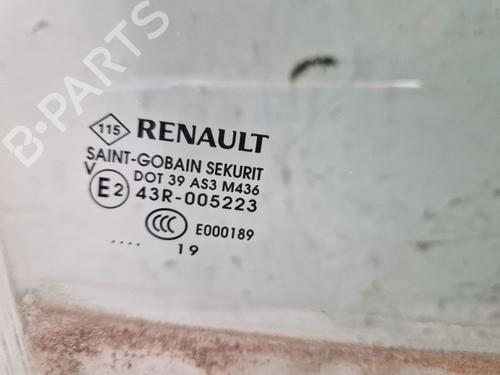 B-PARTS
115 RENAULT
SAINT-GOBAIN SEKURIT
V DOT 39 AS3 M436
E2 43R-005223
CCC E000189
.... 19